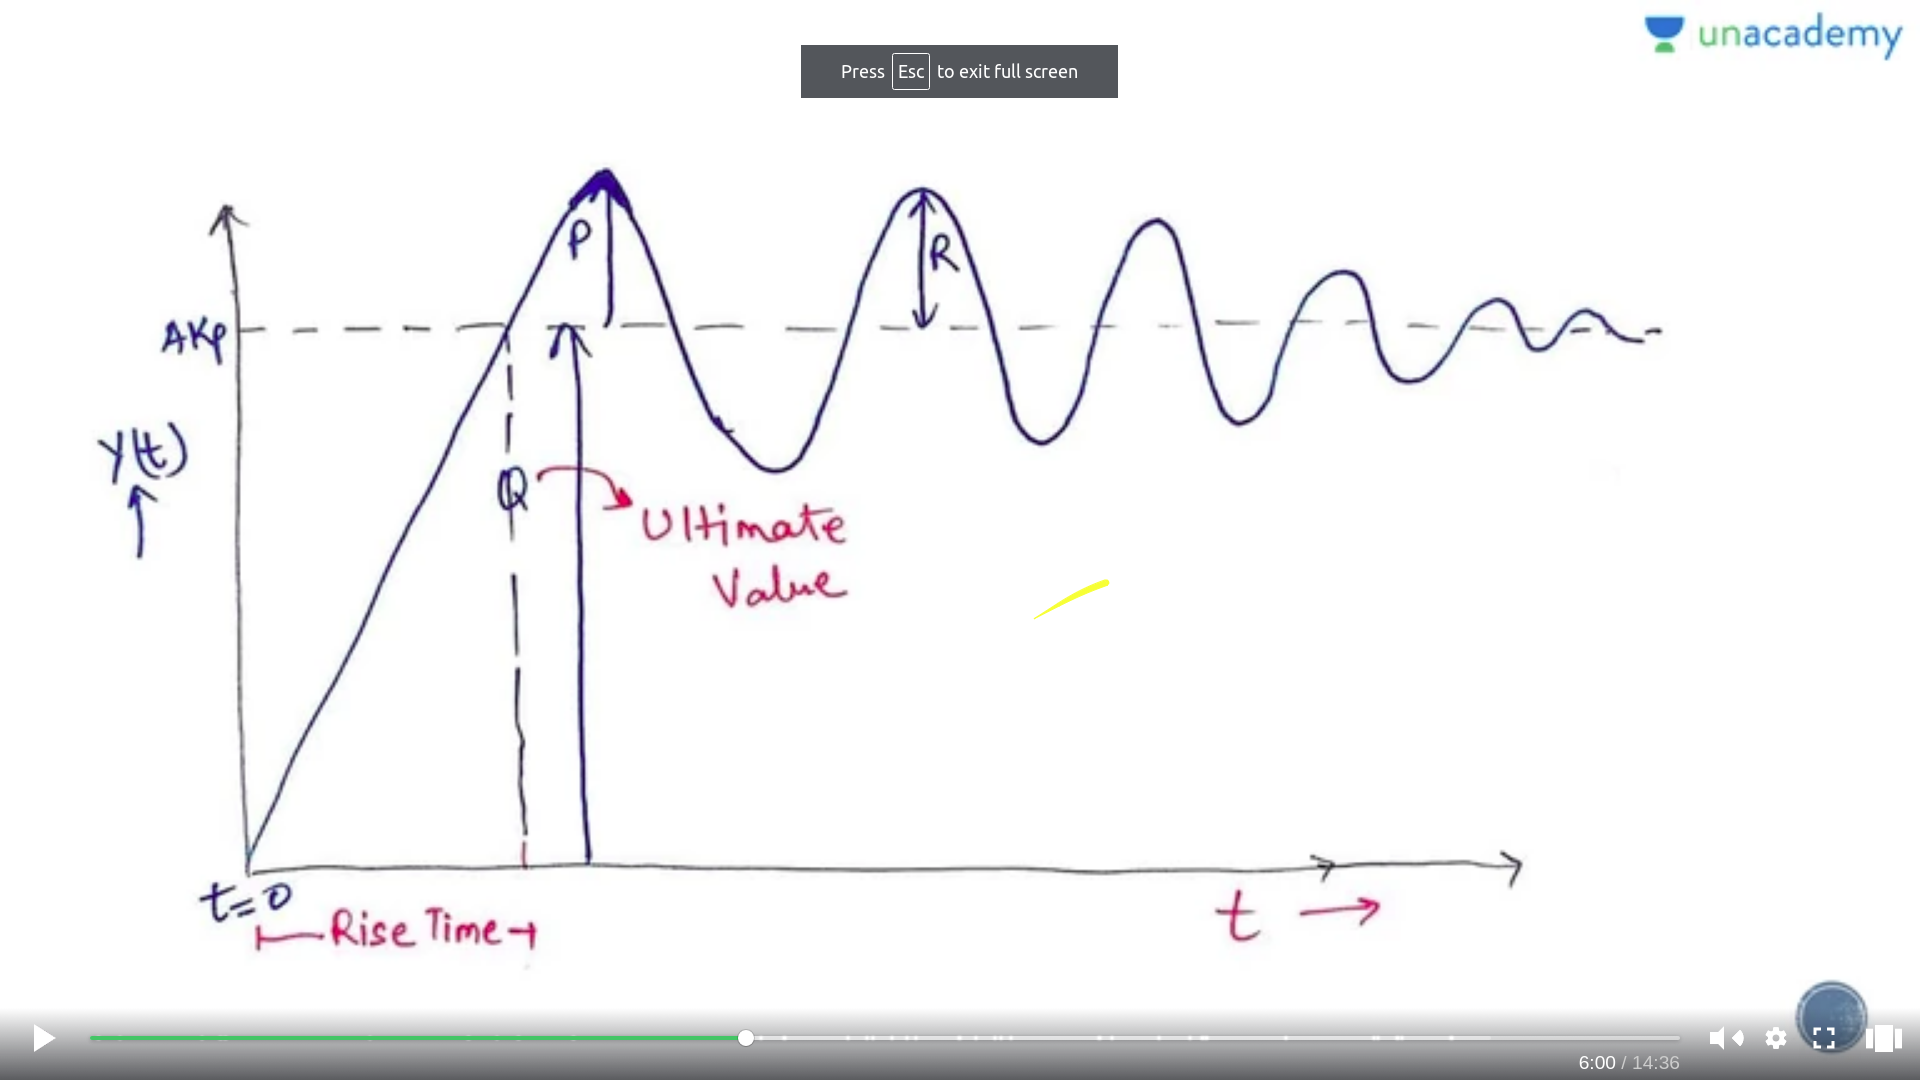 unacademy
Press Esc to exit full screen
P
R
AKp
Y(t)
Q
Ultimate
Value
t=0
Rise Time
t
6:00 / 14:36